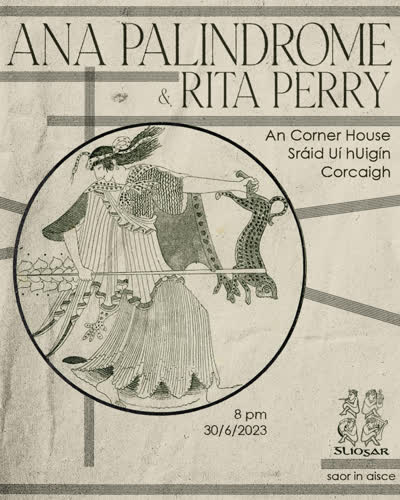 ANA PALINDROME
& RITA PERRY
An Corner House
Sráid Uí hUigín
Corcaigh
8 pm
30/6/2023
SLIOSAR
saor in aisce